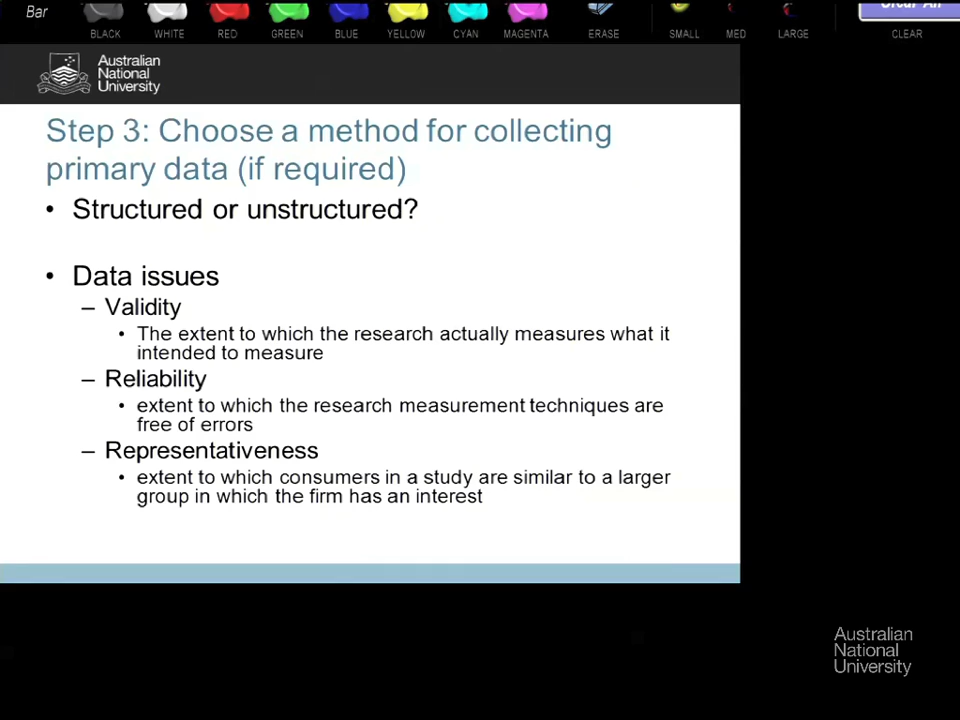 Bar
BLACK WHITE RED GREEN BLUE YELLOW CYAN MAGENTA ERASE SMALL MED LARGE CLEAR
Australian
National
University
Step 3: Choose a method for collecting
primary data (if required)
• Structured or unstructured?
• Data issues
– Validity
• The extent to which the research actually measures what it
intended to measure
– Reliability
• extent to which the research measurement techniques are
free of errors
– Representativeness
• extent to which consumers in a study are similar to a larger
group in which the firm has an interest
Australian
National
University